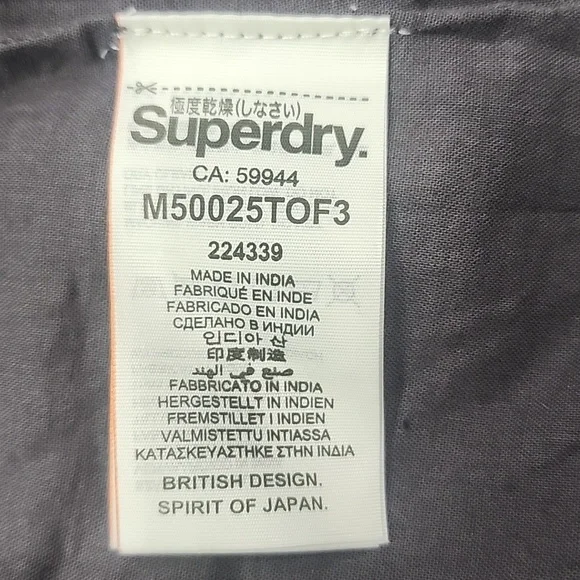 極度乾燥(しなさい)
Superdry.
CA: 59944
M50025TOF3
224339
MADE IN INDIA
FABRIQUÉ EN INDE
FABRICADO EN INDIA
СДЕЛАНО В ИНДИИ
인디아 산
印度制造
صنع في الهند
FABBRICATO IN INDIA
HERGESTELLT IN INDIEN
FREMSTILLET I INDIEN
VALMISTETTU INTIASSA
ΚΑΤΑΣΚΕΥΑΣΤΗΚΕ ΣΤΗΝ ΙΝΔΙΑ
BRITISH DESIGN.
SPIRIT OF JAPAN.